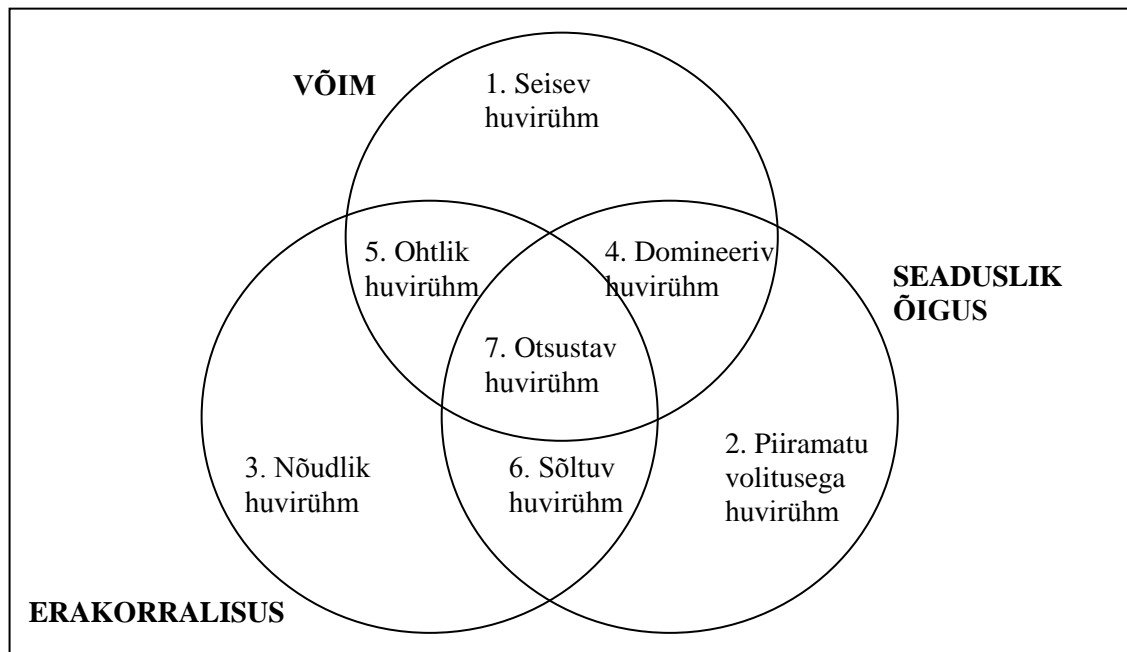 VÕIM
1. Seisev
huvirühm
5. Ohtlik
huvirühm
4. Domineeriv
huvirühm
SEADUSLIK
ÕIGUS
7. Otsustav
huvirühm
3. Nõudlik
huvirühm
6. Sõltuv
huvirühm
2. Piiramatu
volitusega
huvirühm
ERAKORRALISUS